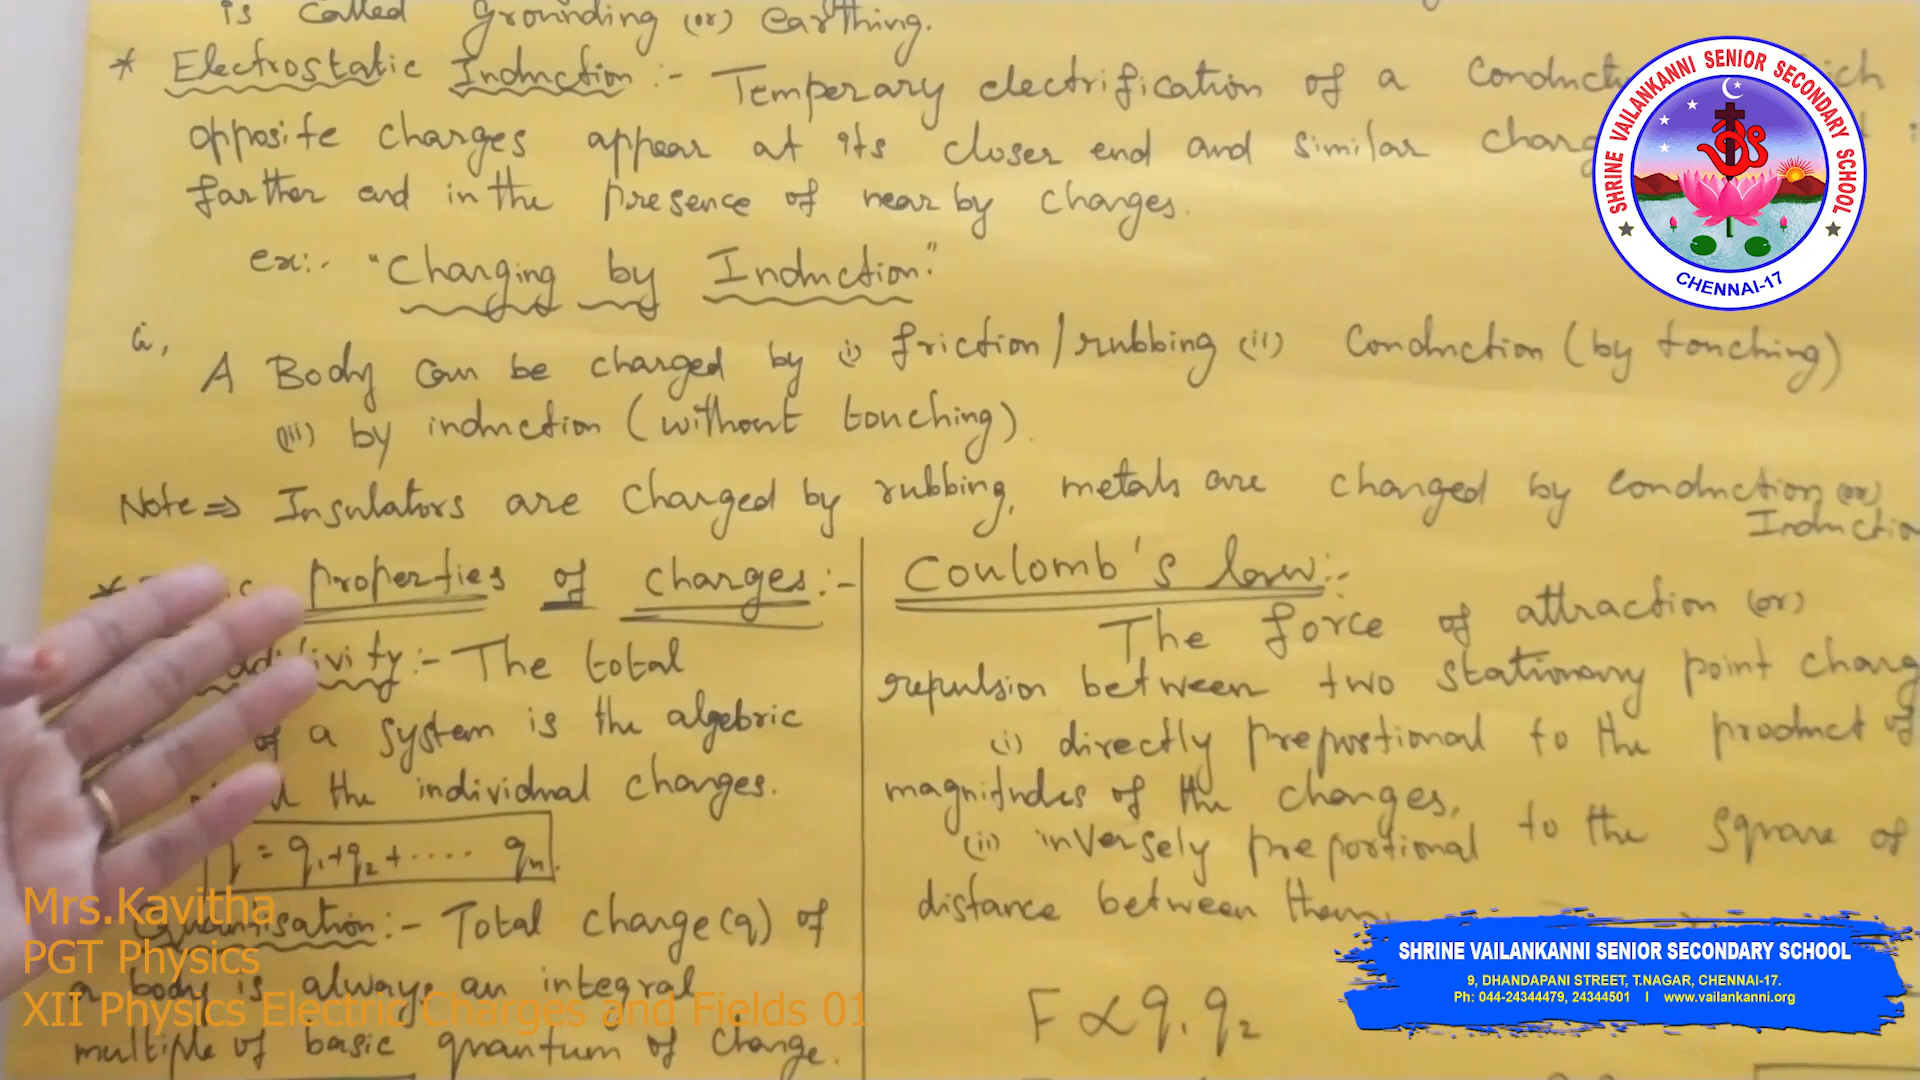 is called Grounding (or) earthing.
* Electrostatic Induction :- Temperary electrification of a
opposite charges appear at its closer end and similar
farther end in the presence of near by charges.
ex:- "Charging by Induction."
A Body can be charged by (i) friction/rubbing (ii) Conduction (by touching)
(iii) by induction (without touching).
Note ⇒ Insulators are charged by rubbing, metals are charged by conduction (or)
Induction
* properties of charges :-
additivity :- The total
of a system is the algebric
the individual charges.
q = q1+q2+.... qn.
Quantisation :- Total charge (q) of
a body is always an integral
multiple of basic quantum of charge.
Coulomb's law :-
The force of attraction (or)
repulsion between two stationary point charg
(i) directly preportional to the product of
magnitudes of the charges.
(ii) inversely preportional to the square of
distance between them.
F ∝ q1 q2
SHRINE VAILANKANNI SENIOR SECONDARY SCHOOL
CHENNAI-17
Mrs.Kavitha
PGT Physics
XII Physics Electric Charges and Fields 01
SHRINE VAILANKANNI SENIOR SECONDARY SCHOOL
9, DHANDAPANI STREET, T.NAGAR, CHENNAI-17.
Ph: 044-24344479, 24344501 I www.vailankanni.org